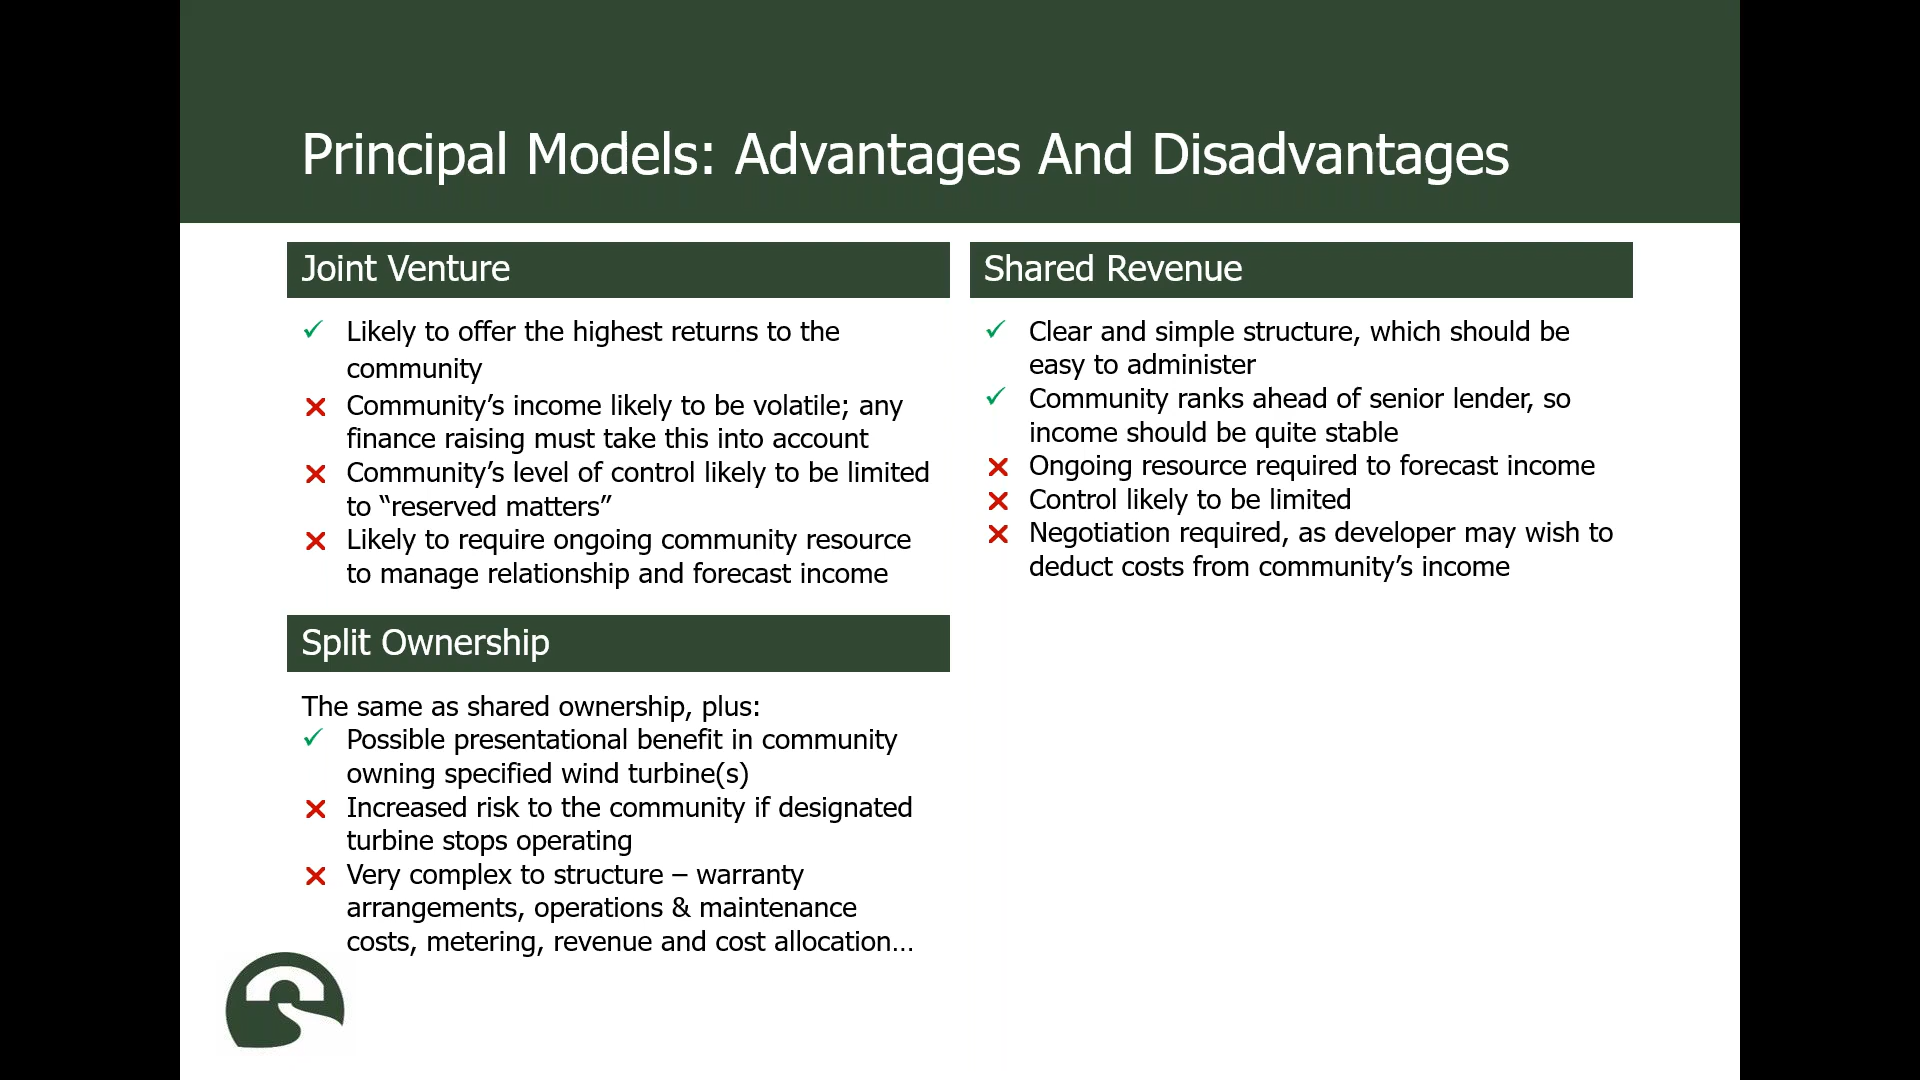 Principal Models: Advantages And Disadvantages
Joint Venture
Likely to offer the highest returns to the
community
Community’s income likely to be volatile; any
finance raising must take this into account
Community’s level of control likely to be limited
to “reserved matters”
Likely to require ongoing community resource
to manage relationship and forecast income
Split Ownership
The same as shared ownership, plus:
Possible presentational benefit in community
owning specified wind turbine(s)
Increased risk to the community if designated
turbine stops operating
Very complex to structure – warranty
arrangements, operations & maintenance
costs, metering, revenue and cost allocation…
Shared Revenue
Clear and simple structure, which should be
easy to administer
Community ranks ahead of senior lender, so
income should be quite stable
Ongoing resource required to forecast income
Control likely to be limited
Negotiation required, as developer may wish to
deduct costs from community’s income